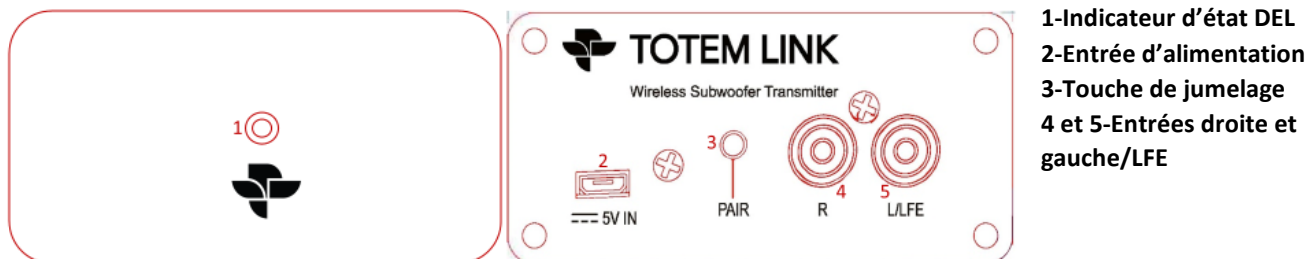 1
TOTEM LINK
Wireless Subwoofer Transmitter
2
3
4
5
5V IN
PAIR
R
L/LFE
1-Indicateur d’état DEL
2-Entrée d’alimentation
3-Touche de jumelage
4 et 5-Entrées droite et
gauche/LFE